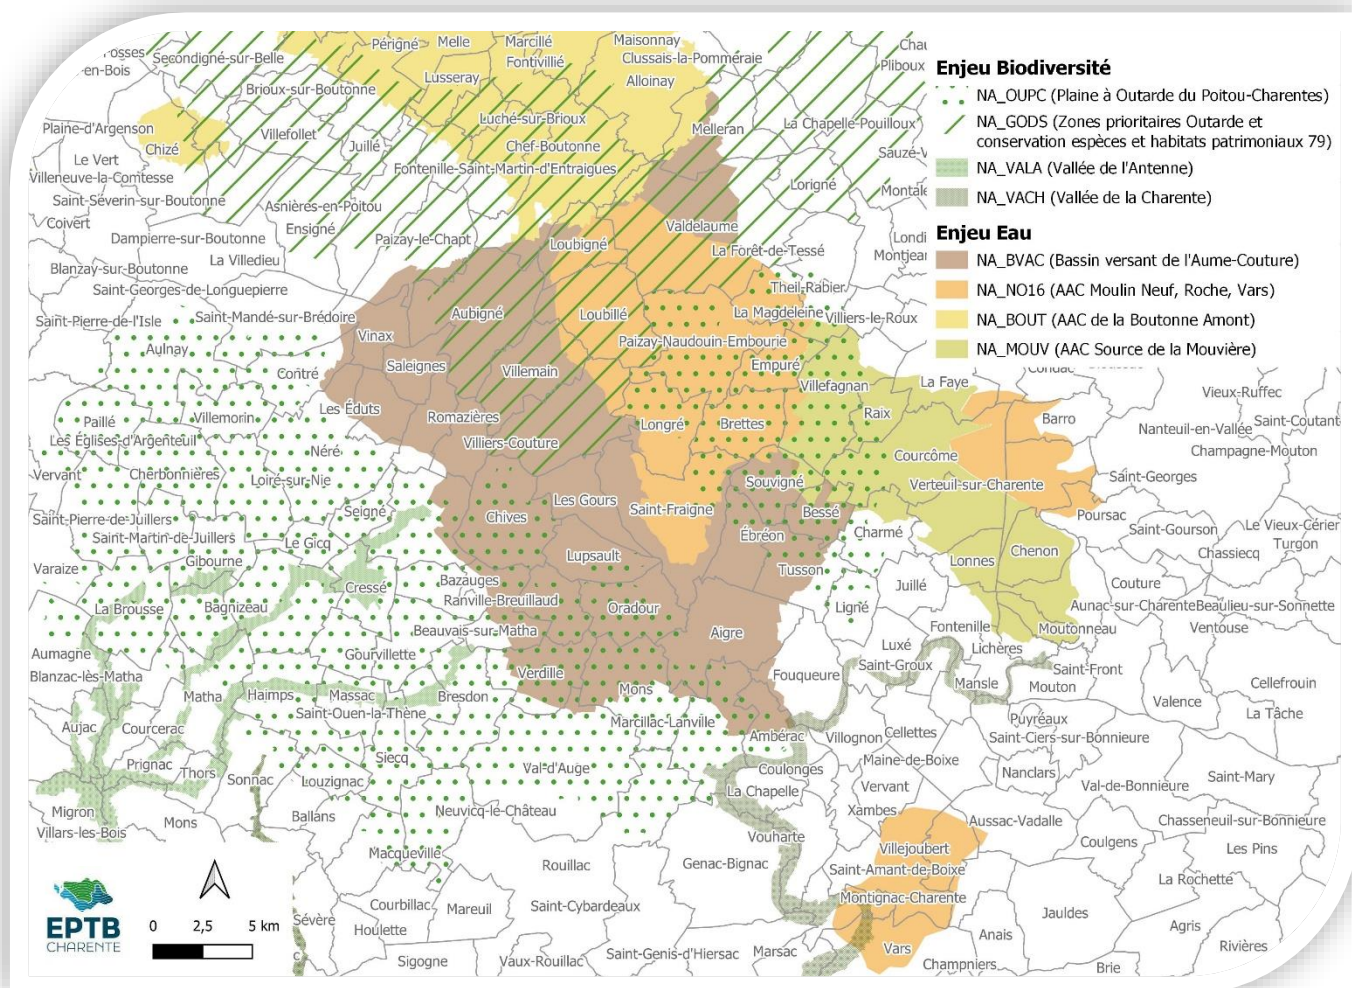 Enjeu Biodiversité
NA_OUPC (Plaine à Outarde du Poitou-Charentes)
NA_GODS (Zones prioritaires Outarde et
conservation espèces et habitats patrimoniaux 79)
NA_VALA (Vallée de l'Antenne)
NA_VACH (Vallée de la Charente)
Enjeu Eau
NA_BVAC (Bassin versant de l'Aume-Couture)
NA_NO16 (AAC Moulin Neuf, Roche, Vars)
NA_BOUT (AAC de la Boutonne Amont)
NA_MOUV (AAC Source de la Mouvière)
Périgné
Melle
Marcillé
Maisonnay
Secondigné-sur-Belle
Fontivillié
Clussais-la-Pommeraie
Pliboux
-en-Bois
Lusseray
Alloinay
Brioux-sur-Boutonne
Luché-sur-Brioux
Plaine-d'Argenson
Villefollet
Melleran
La Chapelle-Pouilloux
Chizé
Juillé
Chef-Boutonne
Le Vert
Fontenille-Saint-Martin-d'Entraigues
Villeneuve-la-Comtesse
Lorigné
Saint-Séverin-sur-Boutonne
Asnières-en-Poitou
Coivert
Ensigné
Valdelaume
Dampierre-sur-Boutonne
Paizay-le-Chapt
Loubigné
La Forêt-de-Tessé
La Villedieu
Blanzay-sur-Boutonne
Saint-Georges-de-Longuepierre
Theil-Rabier
Saint-Pierre-de-l'Isle
Saint-Mandé-sur-Brédoire
Aubigné
Loubillé
La Magdeleine
Villiers-le-Roux
Vinax
Aulnay
Paizay-Naudouin-Embourie
Contré
Saleignes
Villemain
Empuré
Villefagnan
La Faye
Vieux-Ruffec
Les Éduts
Romazières
Raix
Barro
Saint-Coutant
Paillé
Villemorin
Longré
Brettes
Nanteuil-en-Vallée
Les Églises-d'Argenteuil
Villiers-Couture
Champagne-Mouton
Néré
Courcôme
Vervant
Cherbonnières
Loiré-sur-Nie
Souvigné
Verteuil-sur-Charente
Saint-Georges
Les Gours
Seigné
Saint-Fraigne
Bessé
Poursac
Saint-Pierre-de-Juillers
Chives
Saint-Gourson
Le Vieux-Cérier
Saint-Martin-de-Juillers
Le Gicq
Ébréon
Charmé
Turgon
Gibourne
Lupsault
Lonnes
Chenon
Chassiecq
Varaize
Cressé
Bazauges
Tusson
Juillé
Couture
La Brousse
Bagnizeau
Ranville-Breuillaud
Oradour
Ligné
Aunac-sur-Charente
Beaulieu-sur-Sonnette
Beauvais-sur-Matha
Aigre
Fontenille
Moutonneau
Ventouse
Aumagne
Gourvillette
Luxé
Lichères
Blanzac-lès-Matha
Verdille
Fouqueure
Saint-Groux
Saint-Front
Matha
Haimps
Massac
Bresdon
Mons
Mansle
Mouton
Valence
Cellefrouin
Saint-Ouen-la-Thène
Marcillac-Lanville
Puyréaux
La Tâche
Aujac
Courcerac
Ambérac
Villognon
Cellettes
Saint-Ciers-sur-Bonnieure
Prignac
Thors
Sonnac
Louzignac
Siecq
Val-d'Auge
Coulonges
Maine-de-Boixe
Nanclars
Saint-Mary
La Chapelle
Vervant
Val-de-Bonnieure
Migron
Mons
Ballans
Neuvicq-le-Château
Xambes
Aussac-Vadalle
Chasseneuil-sur-Bonnieure
Villars-les-Bois
Vouharte
Coulgens
Les Pins
Macqueville
Villejoubert
Rouillac
Genac-Bignac
Saint-Amant-de-Boixe
La Rochette
Courbillac
Mareuil
Saint-Cybardeaux
Montignac-Charente
Jauldes
Sévère
Houlette
Anais
Agris
Rivières
Sigogne
Vaux-Rouillac
Saint-Genis-d'Hiersac
Marsac
Vars
Champniers
Brie
EPTB
CHARENTE
0 2,5 5 km